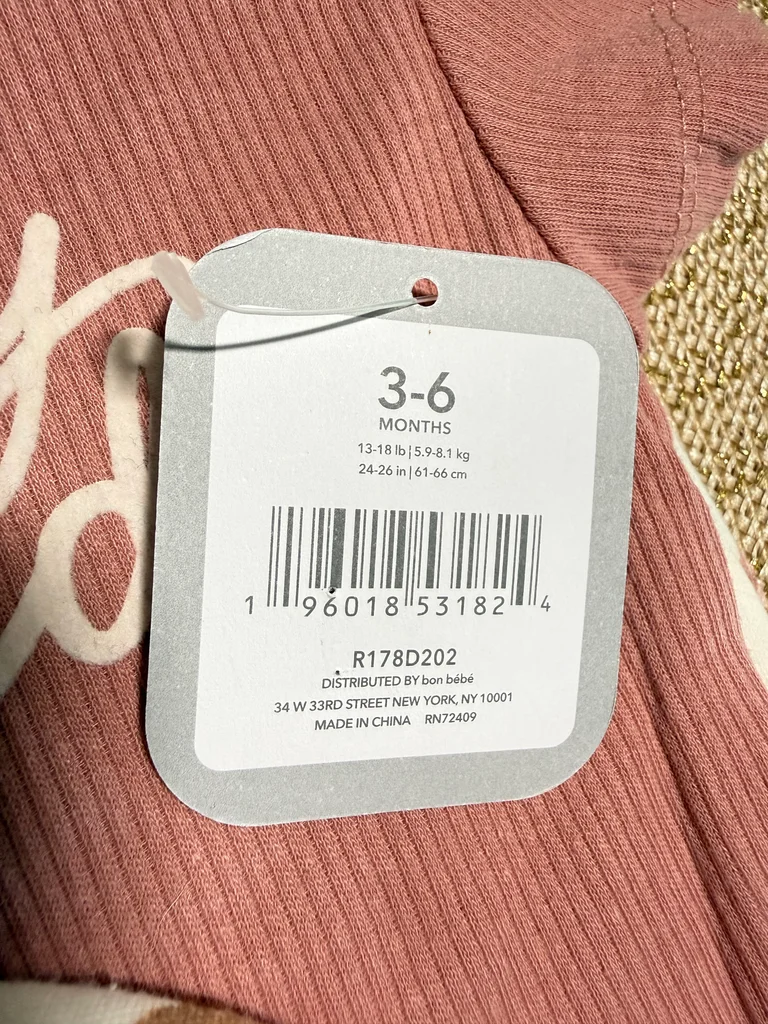 3-6
MONTHS
13-18 lb | 5.9-8.1 kg
24-26 in | 61-66 cm
1 96018 53182 4
R178D202
DISTRIBUTED BY bon bébé
34 W 33RD STREET NEW YORK, NY 10001
MADE IN CHINA RN72409